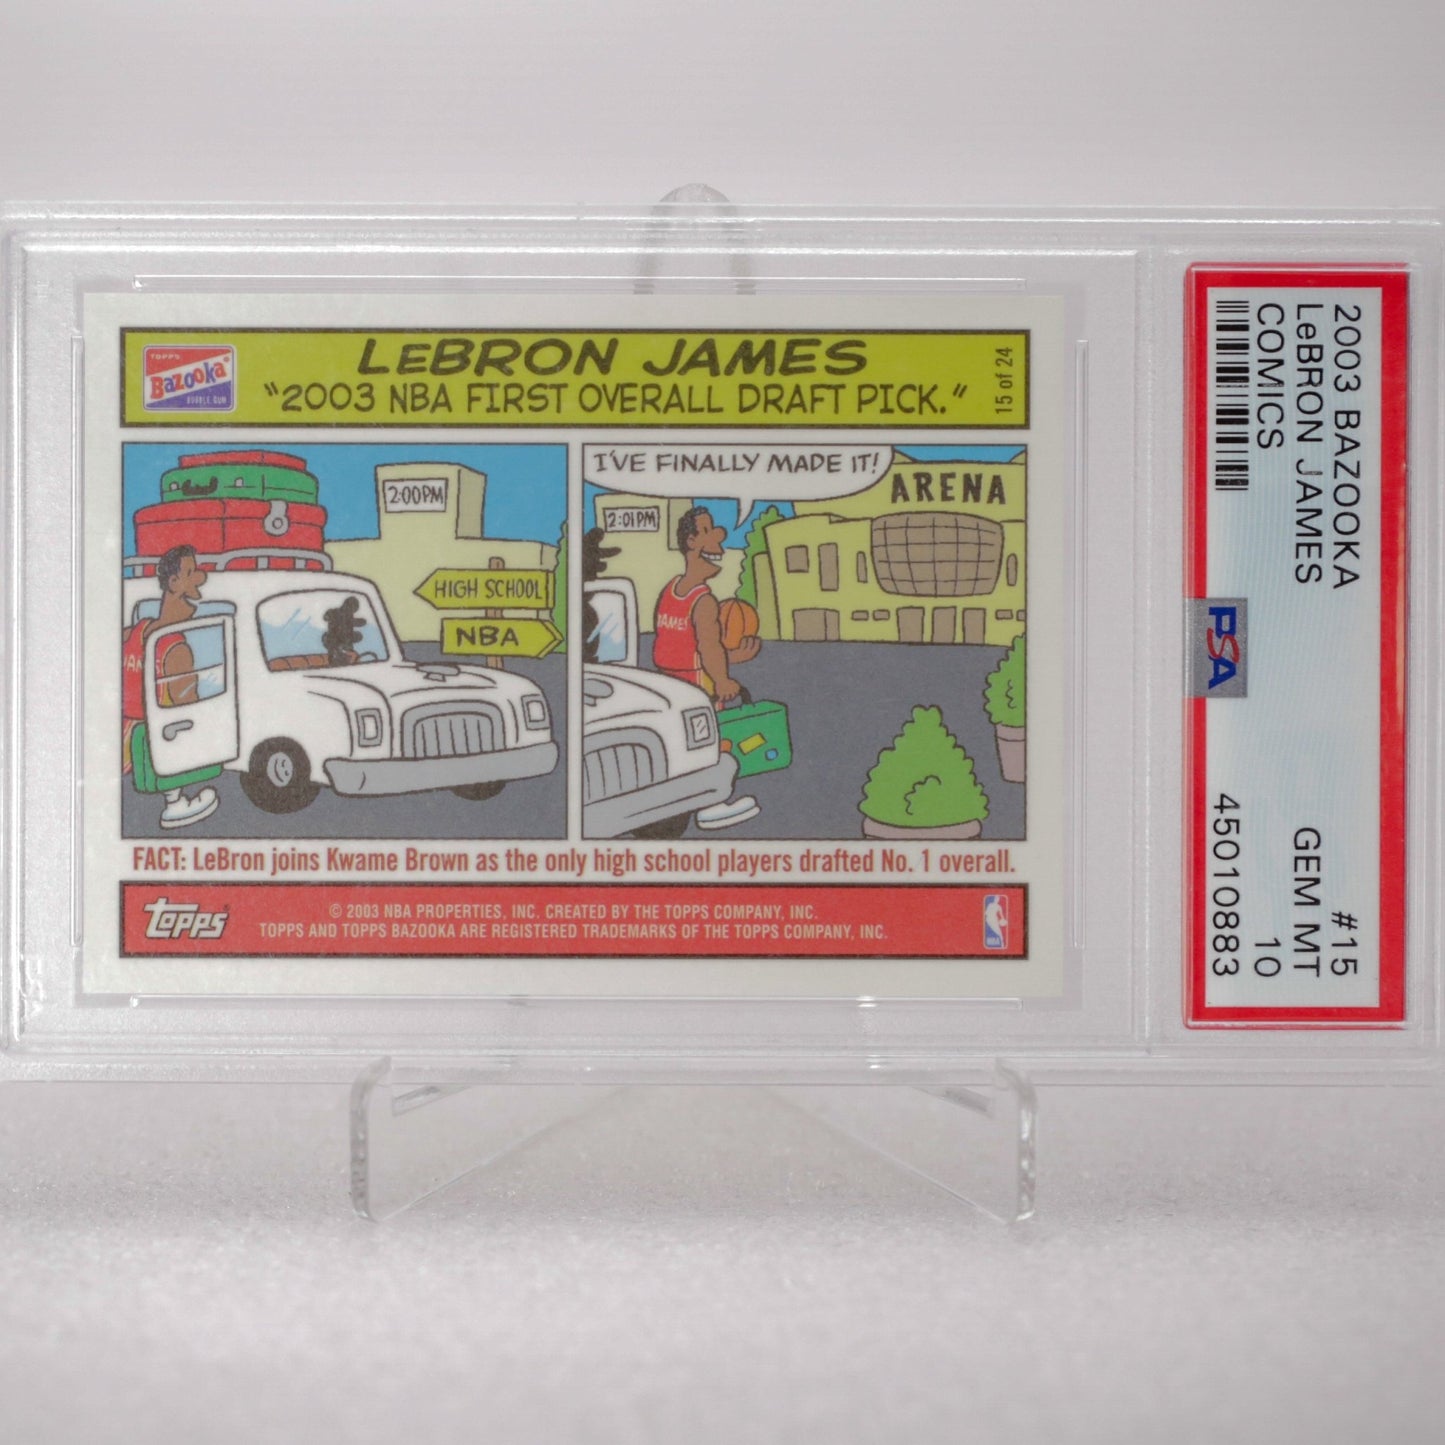 TOPPS
Bazooka®
BUBBLE GUM
LEBRON JAMES
"2003 NBA FIRST OVERALL DRAFT PICK."
15 of 24
2:00PM
HIGH SCHOOL
NBA
JAMES
I'VE FINALLY MADE IT!
2:01PM
ARENA
JAMES
FACT: LeBron joins Kwame Brown as the only high school players drafted No. 1 overall.
topps®
© 2003 NBA PROPERTIES, INC. CREATED BY THE TOPPS COMPANY, INC.
TOPPS AND TOPPS BAZOOKA ARE REGISTERED TRADEMARKS OF THE TOPPS COMPANY, INC.
NBA
2003 BAZOOKA #15
LeBRON JAMES GEM MT
COMICS 10
PSA 45010883